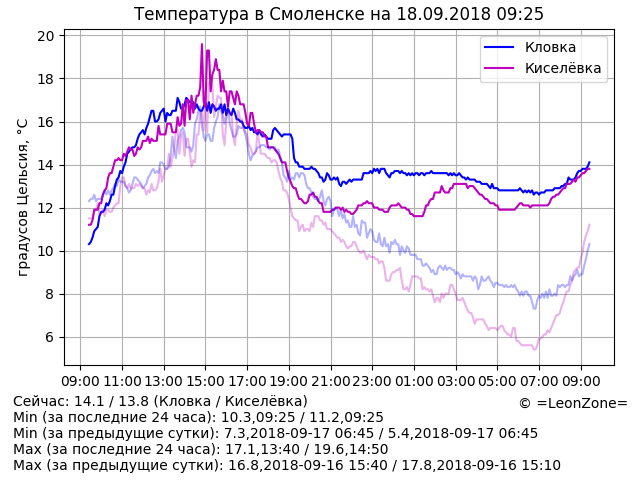 Температура в Смоленске на 18.09.2018 09:25
градусов Цельсия, °C
20
18
16
14
12
10
8
6
Кловка
Киселёвка
09:00 11:00 13:00 15:00 17:00 19:00 21:00 23:00 01:00 03:00 05:00 07:00 09:00
Сейчас: 14.1 / 13.8 (Кловка / Киселёвка)
© =LeonZone=
Min (за последние 24 часа): 10.3,09:25 / 11.2,09:25
Min (за предыдущие сутки): 7.3,2018-09-17 06:45 / 5.4,2018-09-17 06:45
Max (за последние 24 часа): 17.1,13:40 / 19.6,14:50
Max (за предыдущие сутки): 16.8,2018-09-16 15:40 / 17.8,2018-09-16 15:10